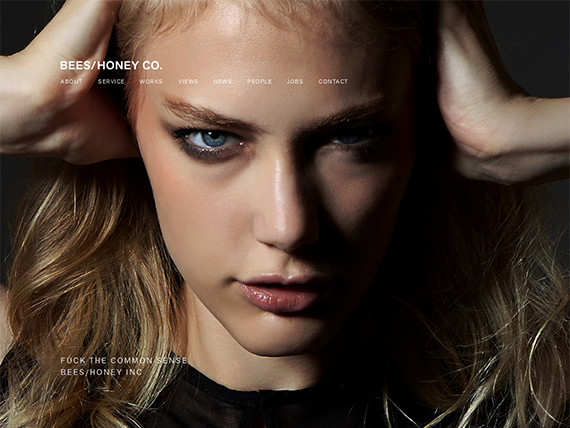 BEES/HONEY CO.
ABOUT SERVICE WORKS VIEWS NEWS PEOPLE JOBS CONTACT
FUCK THE COMMON SENSE
BEES/HONEY INC